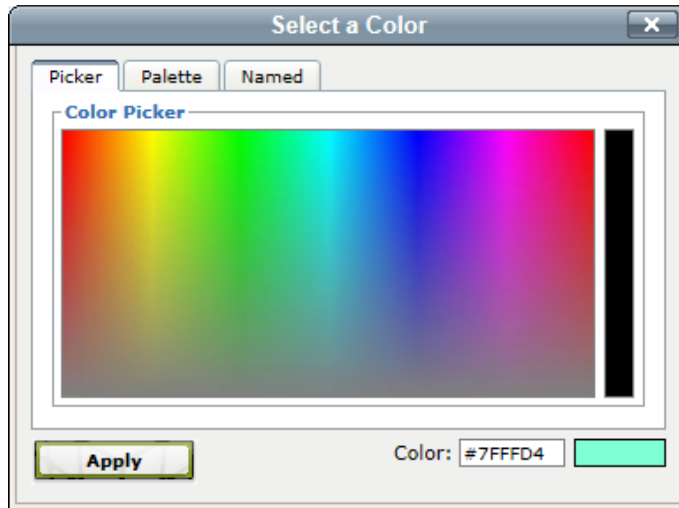 Select a Color
Picker Palette Named
Color Picker
Apply Color: #7FFFD4